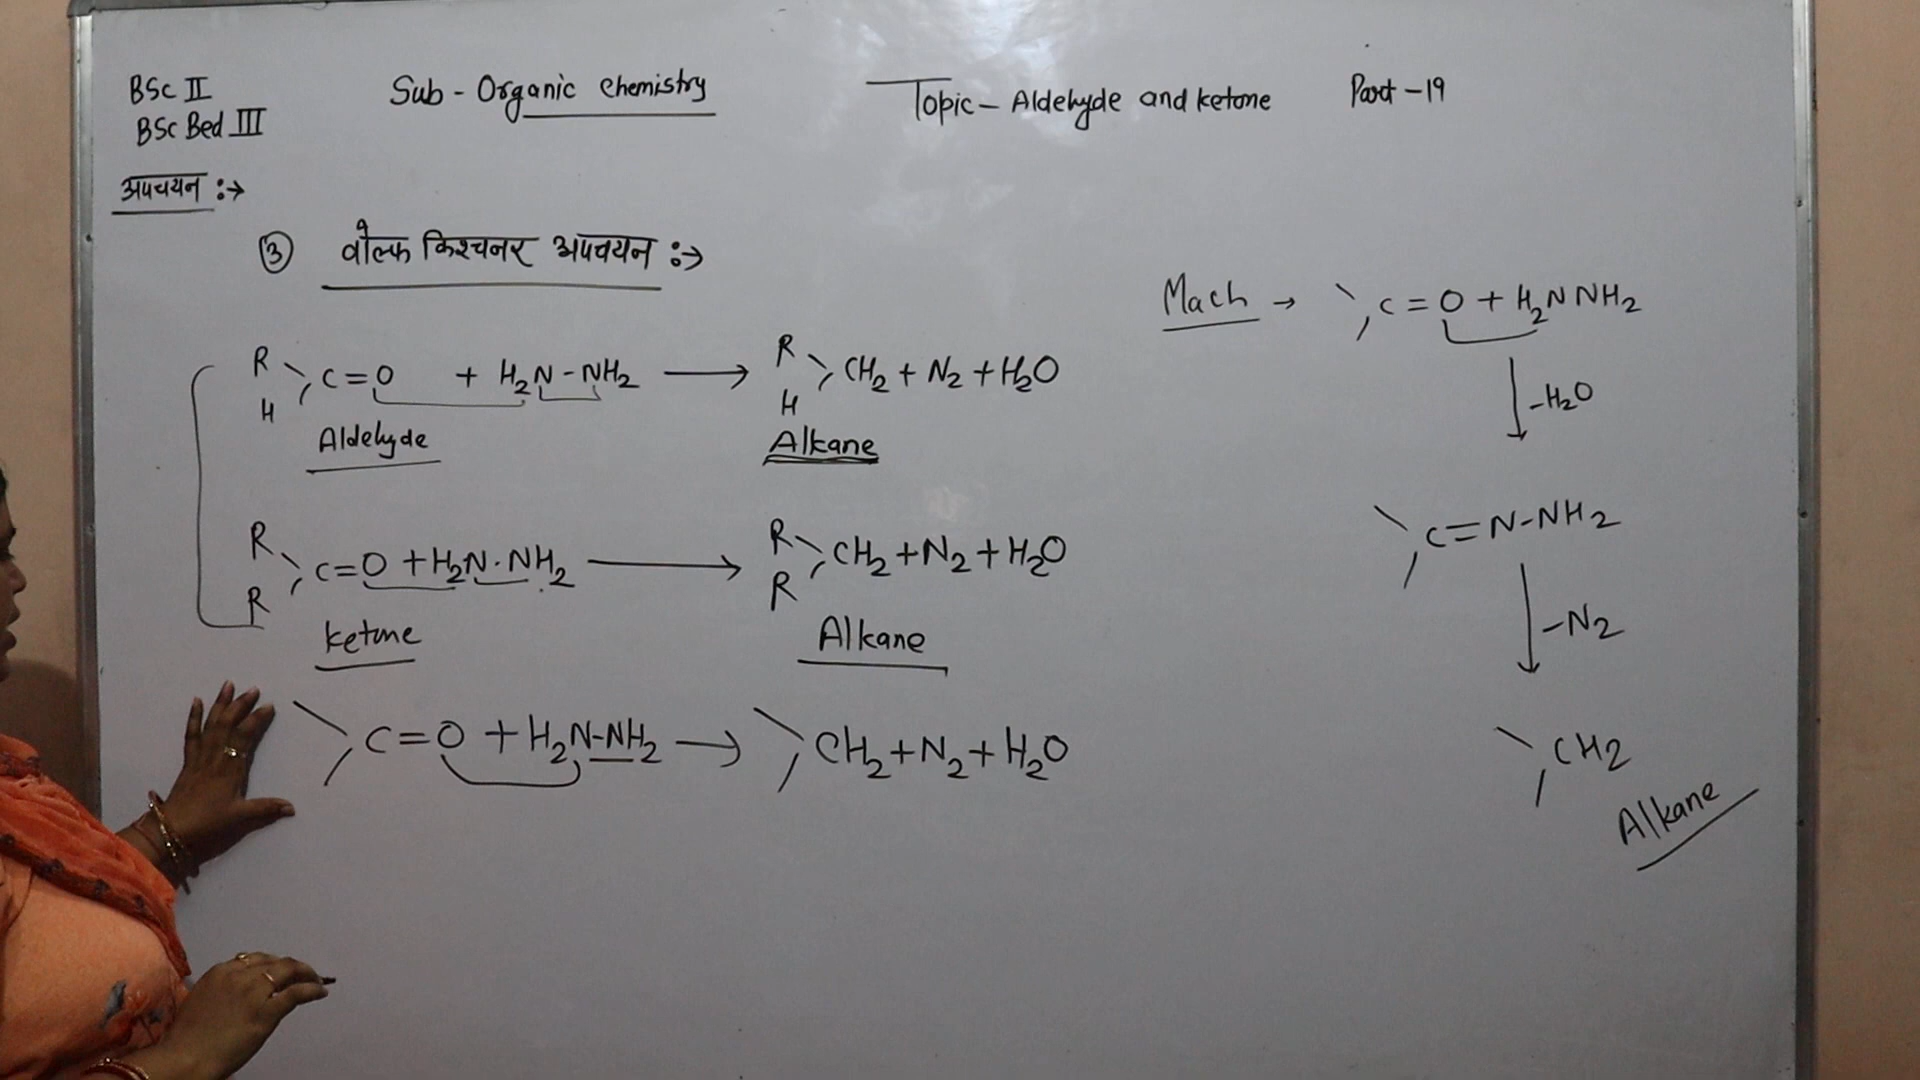 BSc II
BSc Bed III
Sub - Organic chemistry
Topic - Aldehyde and ketone
Part - 19
अपचयन :→
③ वोल्फ किश्चनर अपचयन :→
R
H
C=O + H2N-NH2 → R
H
CH2 + N2 + H2O
Aldehyde
Alkane
R
R
C=O + H2N.NH2 → R
R
CH2 + N2 + H2O
Ketone
Alkane
C=O + H2N-NH2 → CH2 + N2 + H2O
Mach → C=O + H2NNH2
-H2O
C=N-NH2
-N2
CH2
Alkane